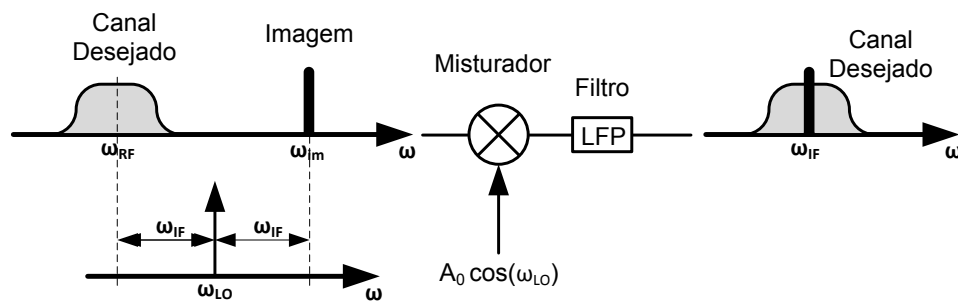 Canal
Desejado
Imagem
Misturador
Filtro
Canal
Desejado
LFP
ω_RF
ω_im
ω
ω_IF
ω
ω_IF
ω_IF
ω_LO
ω
A₀ cos(ω_LO)